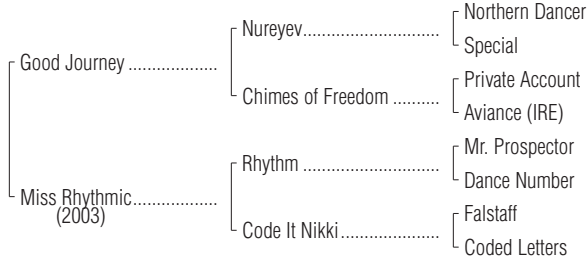 Northern Dancer
Nureyev
Special
Good Journey
Private Account
Chimes of Freedom
Aviance (IRE)
Mr. Prospector
Rhythm
Dance Number
Miss Rhythmic
(2003)
Falstaff
Code It Nikki
Coded Letters